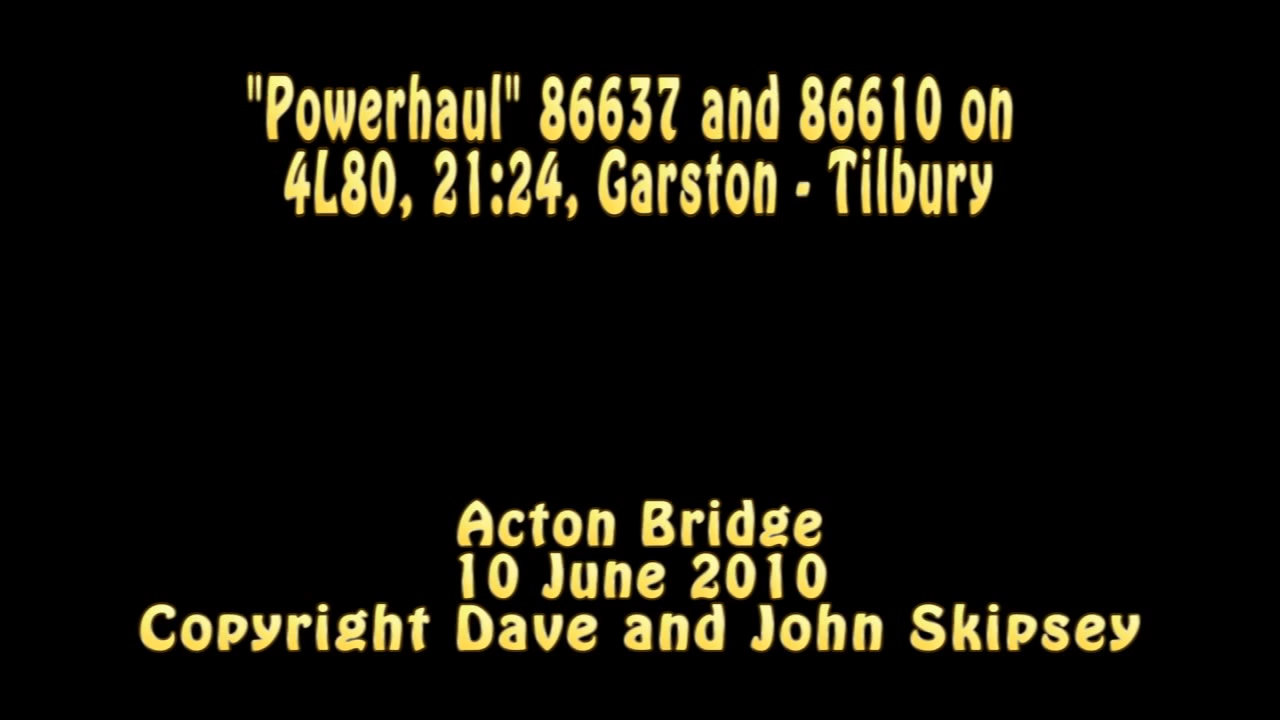 "Powerhaul" 86637 and 86610 on
4L80, 21:24, Garston - Tilbury
Acton Bridge
10 June 2010
Copyright Dave and John Skipsey